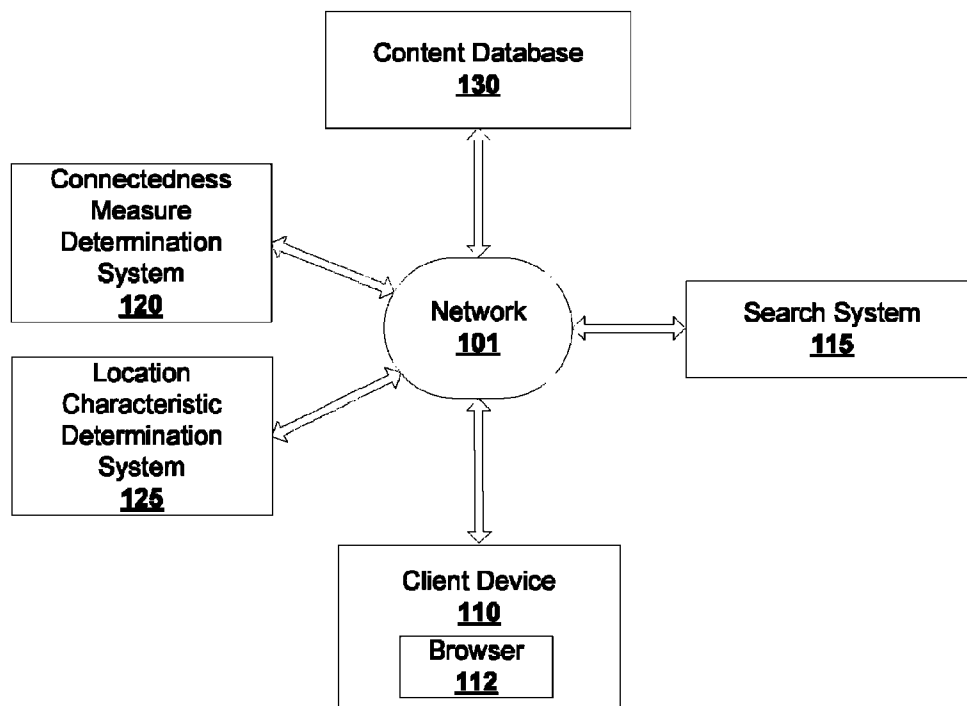 Content Database
130
Connectedness
Measure
Determination
System
120
Network
101
Search System
115
Location
Characteristic
Determination
System
125
Client Device
110
Browser
112